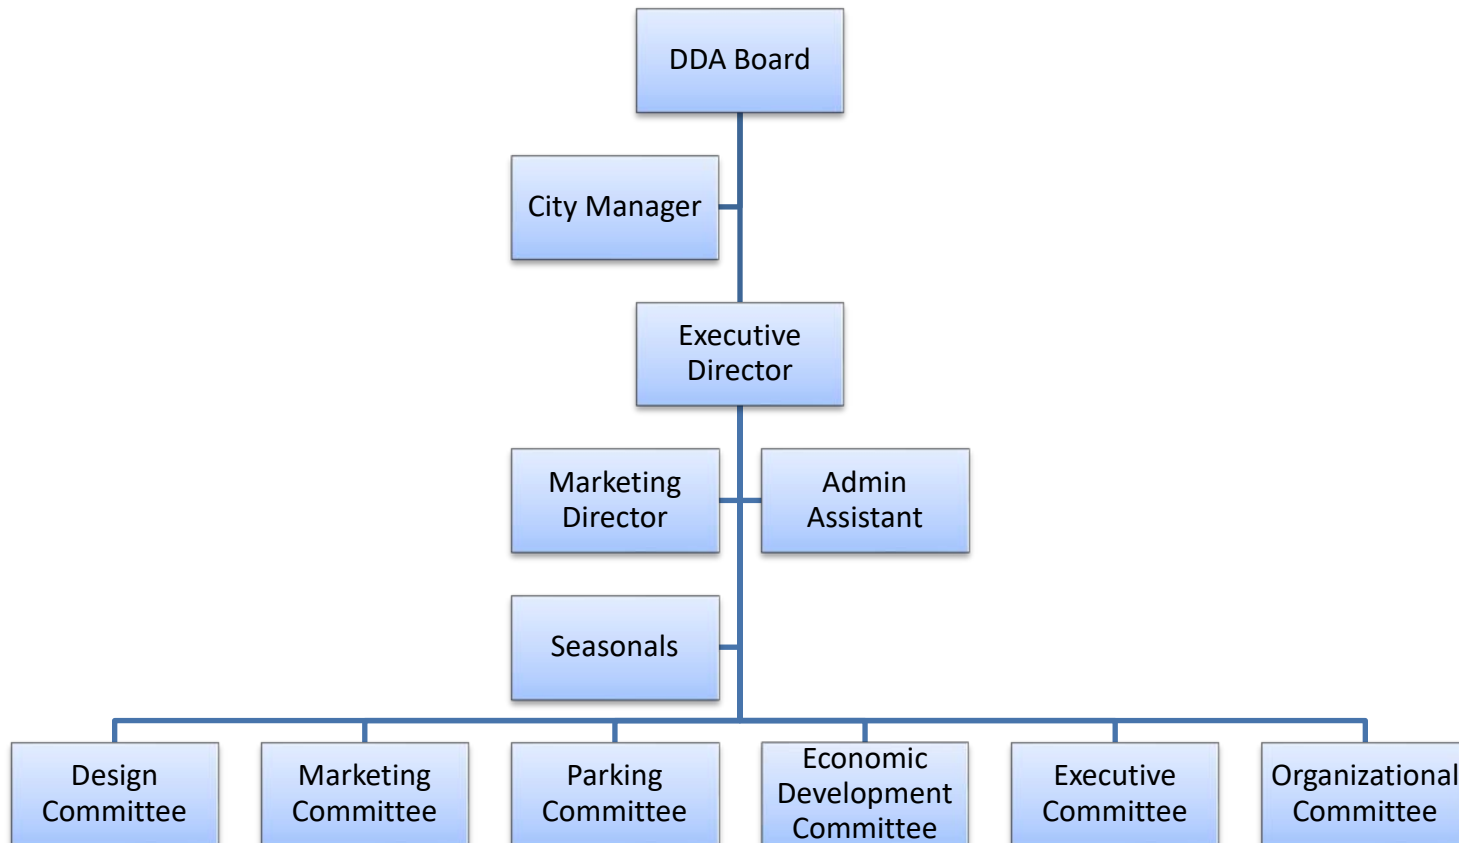 DDA Board
City Manager
Executive
Director
Marketing
Director
Admin
Assistant
Seasonals
Design
Committee
Marketing
Committee
Parking
Committee
Economic
Development
Committee
Executive
Committee
Organizational
Committee